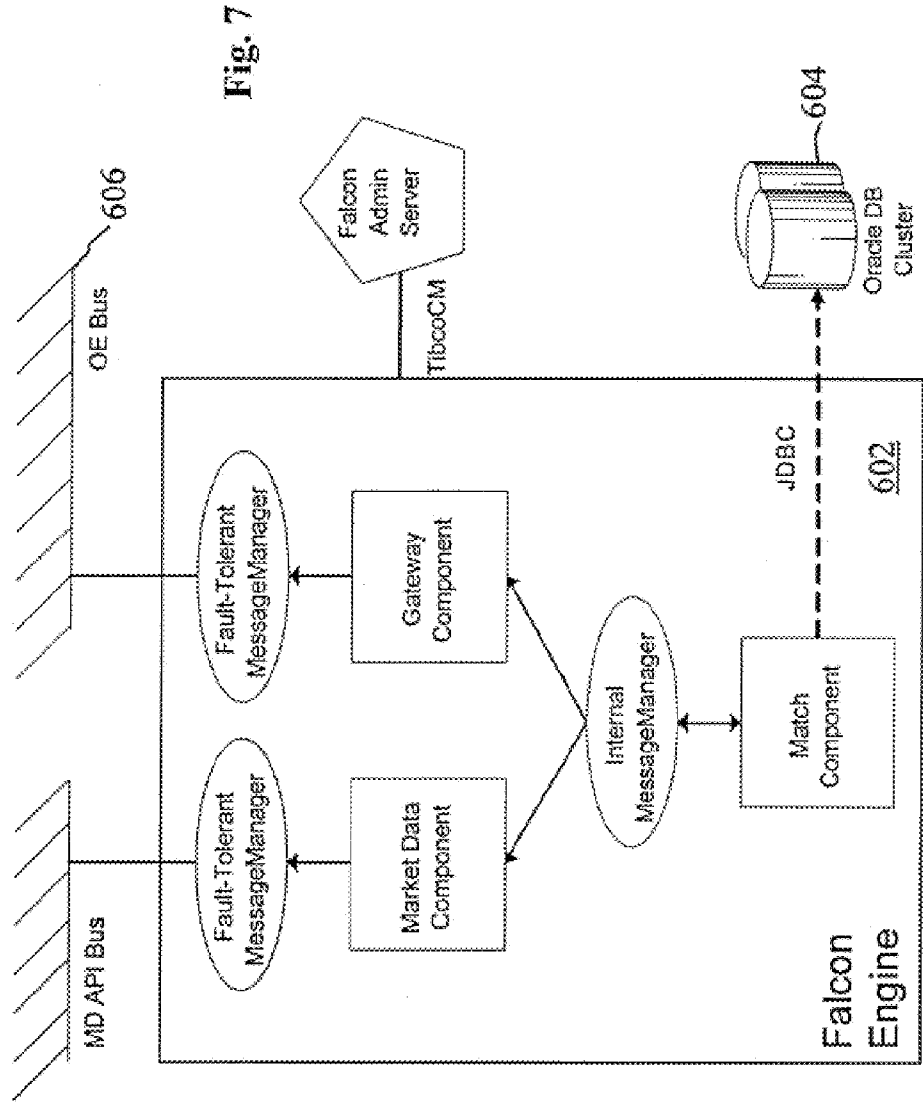 Fig. 7
606
MD API Bus
OE Bus
Fault-Tolerant
MessageManager
Fault-Tolerant
MessageManager
Falcon
Admin
Server
TibcoCM
Market Data
Component
Gateway
Component
Internal
MessageManager
Match
Component
JDBC
604
Oracle DB
Cluster
Falcon
Engine
602